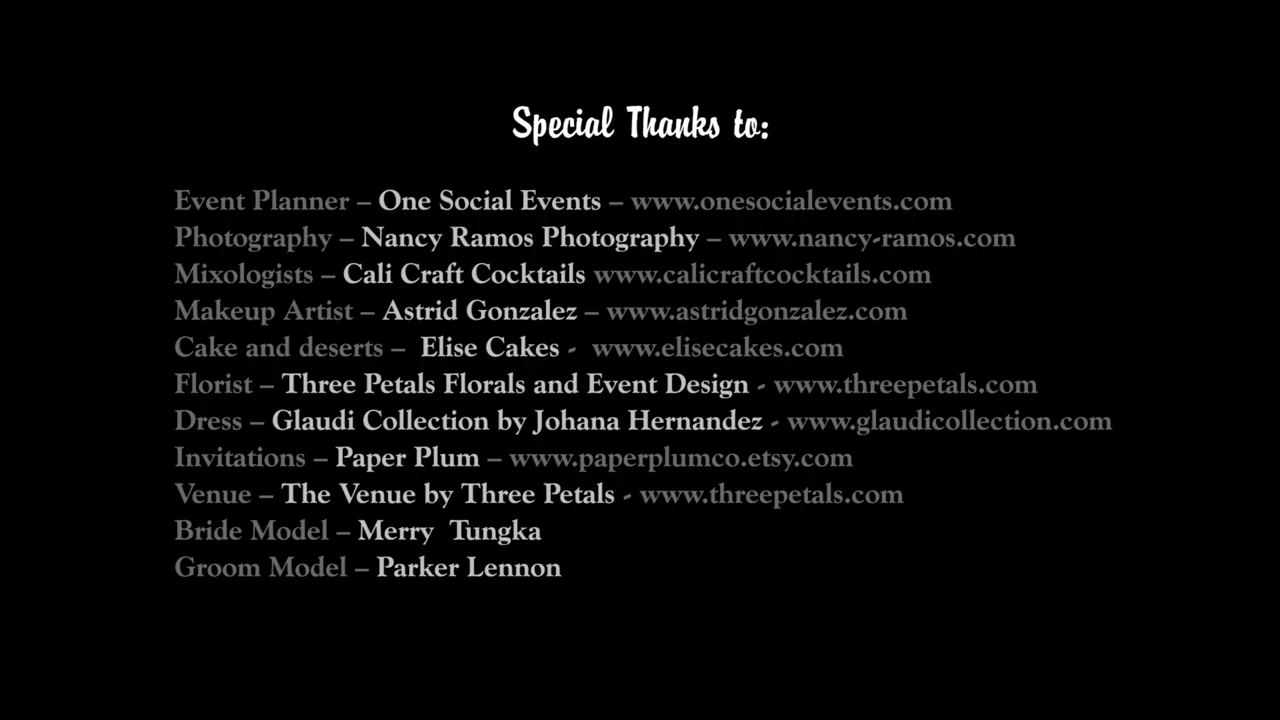 Special Thanks to:
Event Planner – One Social Events – www.onesocialevents.com
Photography – Nancy Ramos Photography – www.nancy-ramos.com
Mixologists – Cali Craft Cocktails www.calicraftcocktails.com
Makeup Artist – Astrid Gonzalez – www.astridgonzalez.com
Cake and deserts –  Elise Cakes -  www.elisecakes.com
Florist – Three Petals Florals and Event Design - www.threepetals.com
Dress – Glaudi Collection by Johana Hernandez - www.glaudicollection.com
Invitations – Paper Plum – www.paperplumco.etsy.com
Venue – The Venue by Three Petals - www.threepetals.com
Bride Model – Merry  Tungka
Groom Model – Parker Lennon